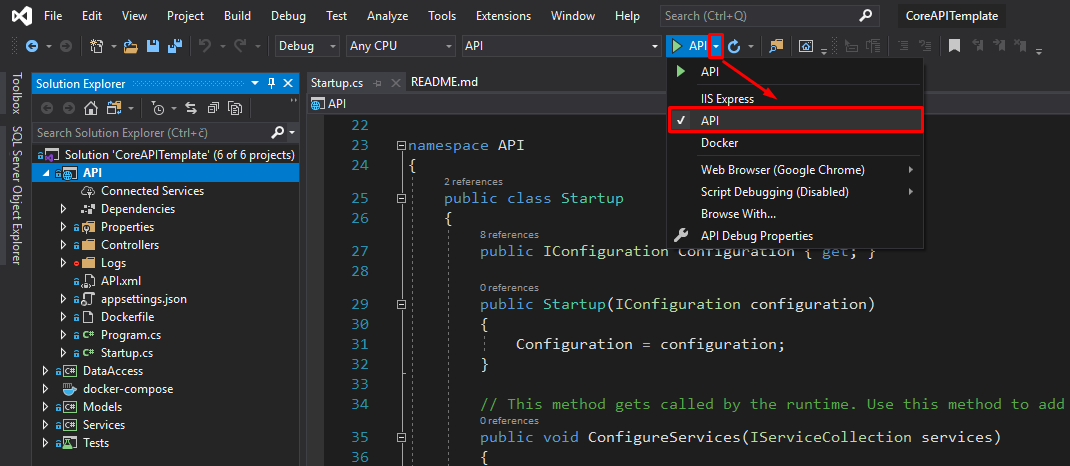 File Edit View Project Build Debug Test Analyze Tools Extensions Window Help Search (Ctrl+Q) CoreAPITemplate
Debug Any CPU API API
Toolbox
SQL Server Object Explorer
Solution Explorer
Search Solution Explorer (Ctrl+č)
Solution 'CoreAPITemplate' (6 of 6 projects)
API
Connected Services
Dependencies
Properties
Controllers
Logs
API.xml
appsettings.json
Dockerfile
C# Program.cs
C# Startup.cs
C# DataAccess
docker-compose
C# Models
C# Services
Tests
Startup.cs README.md
API
22
23 namespace API
24 {
2 references
25 public class Startup
26 {
8 references
27 public IConfiguration Configuration { get; }
28
0 references
29 public Startup(IConfiguration configuration)
30 {
31 Configuration = configuration;
32 }
33
34 // This method gets called by the runtime. Use this method to add
0 references
35 public void ConfigureServices(IServiceCollection services)
36 {
API
IIS Express
API
Docker
Web Browser (Google Chrome)
Script Debugging (Disabled)
Browse With...
API Debug Properties